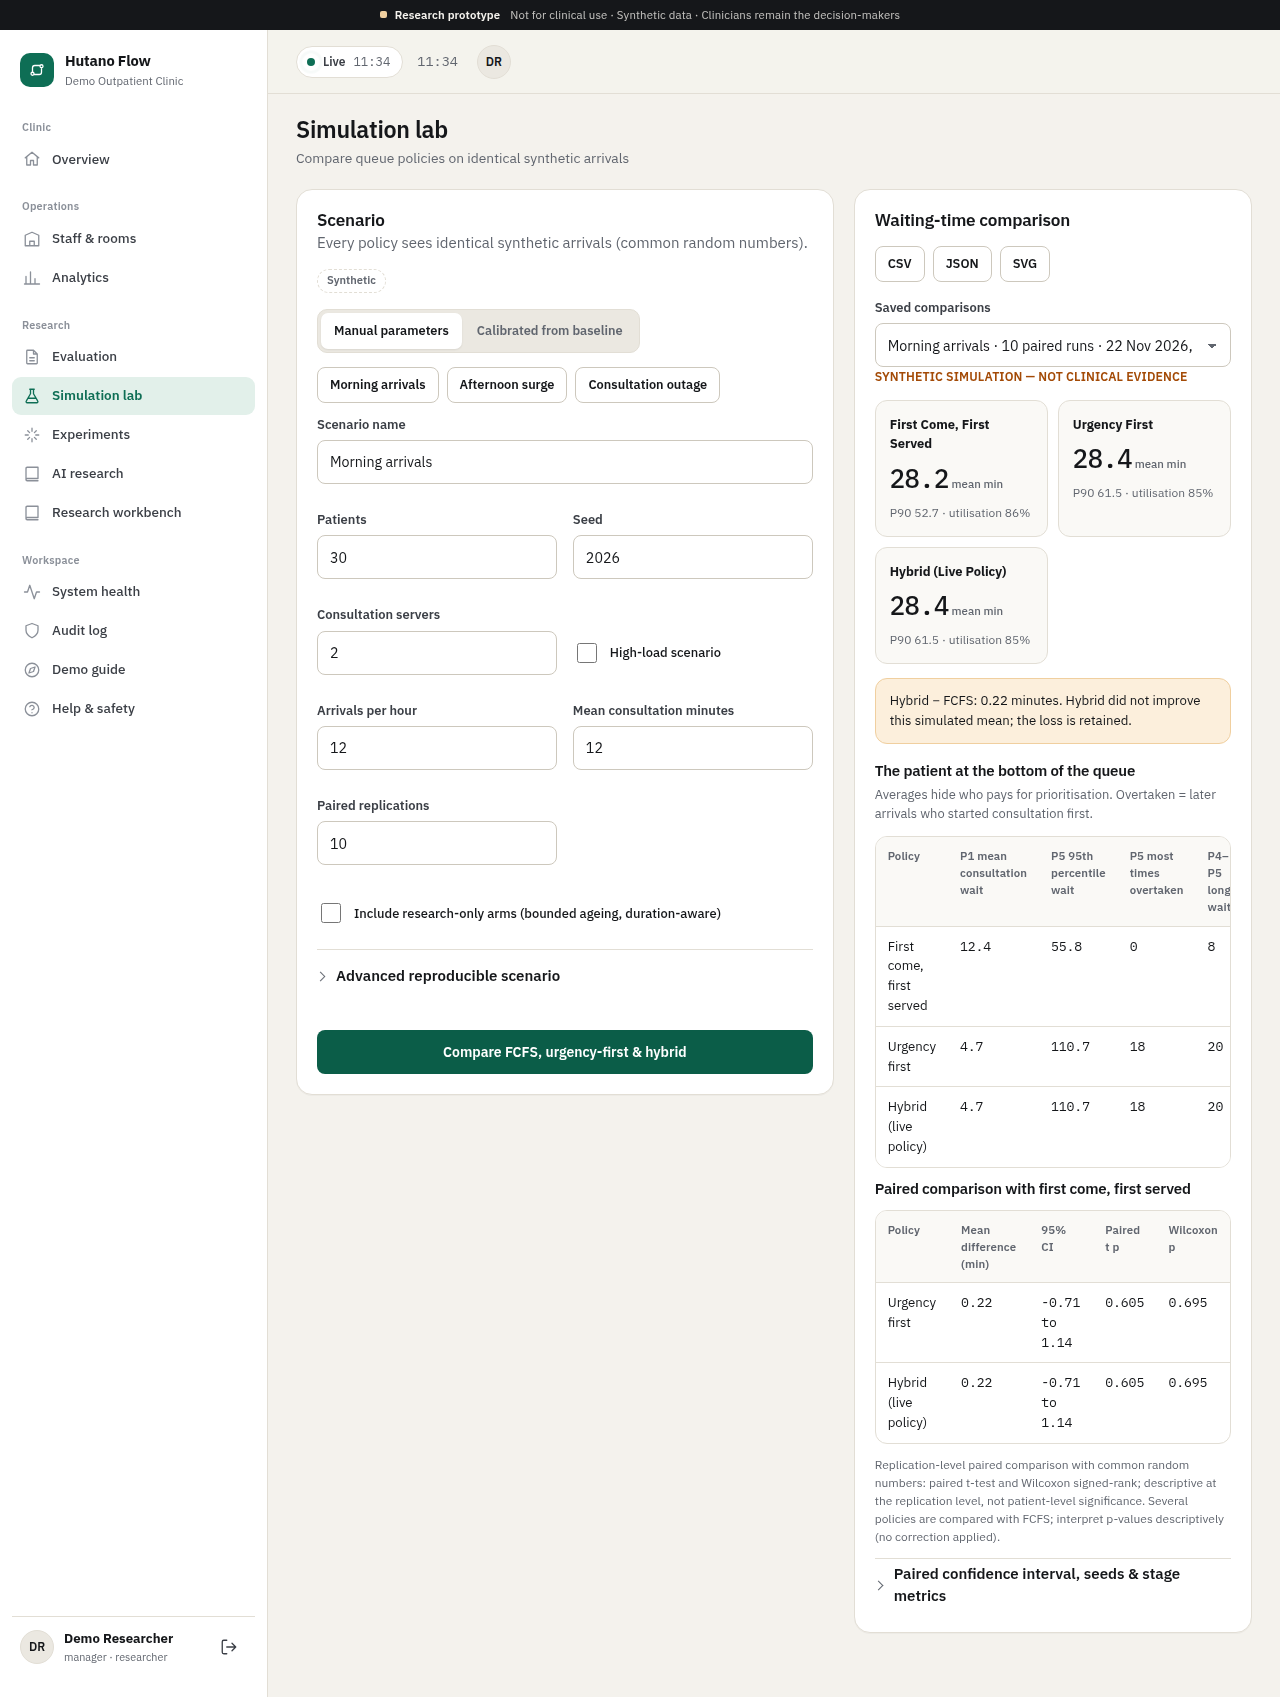 Research prototype Not for clinical use · Synthetic data · Clinicians remain the decision-makers
Hutano Flow
Demo Outpatient Clinic
Clinic
Overview
Operations
Staff & rooms
Analytics
Research
Evaluation
Simulation lab
Experiments
AI research
Research workbench
Workspace
System health
Audit log
Demo guide
Help & safety
DR
Demo Researcher
manager · researcher
Live 11:34 11:34 DR
Simulation lab
Compare queue policies on identical synthetic arrivals
Scenario
Every policy sees identical synthetic arrivals (common random numbers).
Synthetic
Manual parameters Calibrated from baseline
Morning arrivals Afternoon surge Consultation outage
Scenario name
Morning arrivals
Patients Seed
30 2026
Consultation servers
2 High-load scenario
Arrivals per hour Mean consultation minutes
12 12
Paired replications
10
Include research-only arms (bounded ageing, duration-aware)
Advanced reproducible scenario
Compare FCFS, urgency-first & hybrid
Waiting-time comparison
CSV JSON SVG
Saved comparisons
Morning arrivals · 10 paired runs · 22 Nov 2026,
SYNTHETIC SIMULATION — NOT CLINICAL EVIDENCE
First Come, First
Served
28.2 mean min
P90 52.7 · utilisation 86%
Urgency First
28.4 mean min
P90 61.5 · utilisation 85%
Hybrid (Live Policy)
28.4 mean min
P90 61.5 · utilisation 85%
Hybrid − FCFS: 0.22 minutes. Hybrid did not improve
this simulated mean; the loss is retained.
The patient at the bottom of the queue
Averages hide who pays for prioritisation. Overtaken = later
arrivals who started consultation first.
Policy P1 mean P5 95th P5 most P4–
consultation percentile times P5
wait wait overtaken long
wait
First 12.4 55.8 0 8
come,
first
served
Urgency 4.7 110.7 18 20
first
Hybrid 4.7 110.7 18 20
(live
policy)
Paired comparison with first come, first served
Policy Mean 95% Paired Wilcoxon
difference CI t p p
(min)
Urgency 0.22 -0.71 0.605 0.695
first to
1.14
Hybrid 0.22 -0.71 0.605 0.695
(live to
policy) 1.14
Replication-level paired comparison with common random
numbers: paired t-test and Wilcoxon signed-rank; descriptive at
the replication level, not patient-level significance. Several
policies are compared with FCFS; interpret p-values descriptively
(no correction applied).
Paired confidence interval, seeds & stage
metrics